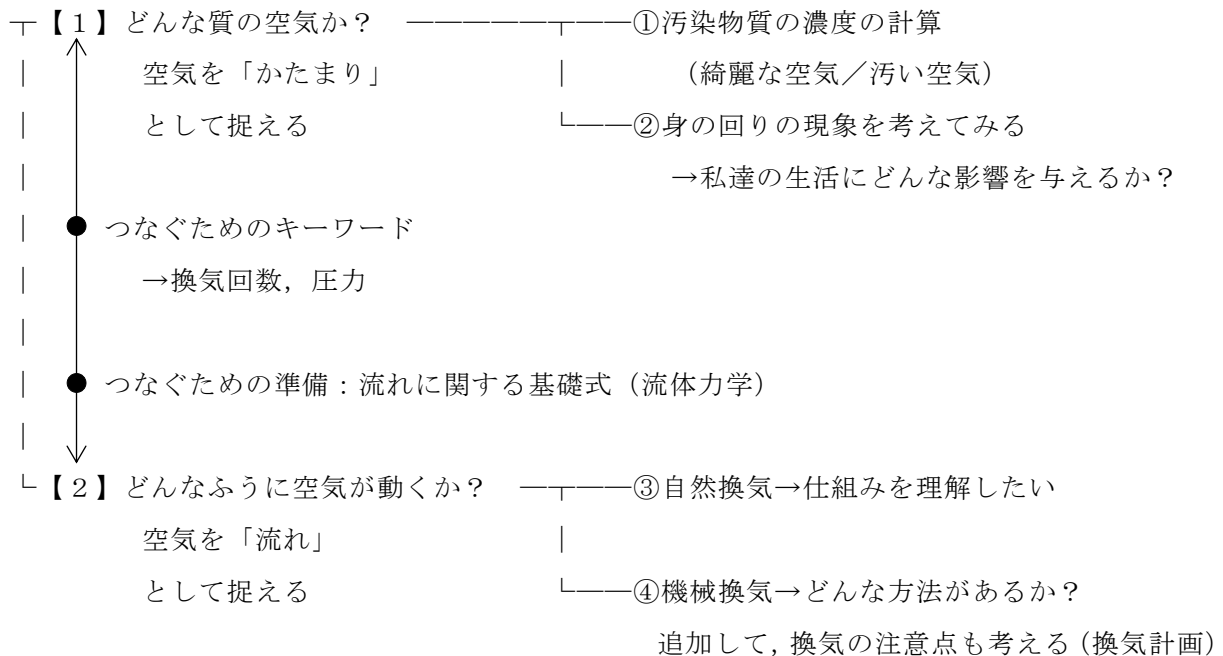 【１】どんな質の空気か？ ①汚染物質の濃度の計算
空気を「かたまり」 （綺麗な空気／汚い空気）
として捉える ②身の回りの現象を考えてみる
→私達の生活にどんな影響を与えるか？
● つなぐためのキーワード
→換気回数，圧力
● つなぐための準備：流れに関する基礎式（流体力学）
【２】どんなふうに空気が動くか？ ③自然換気→仕組みを理解したい
空気を「流れ」
として捉える ④機械換気→どんな方法があるか？
追加して，換気の注意点も考える（換気計画）